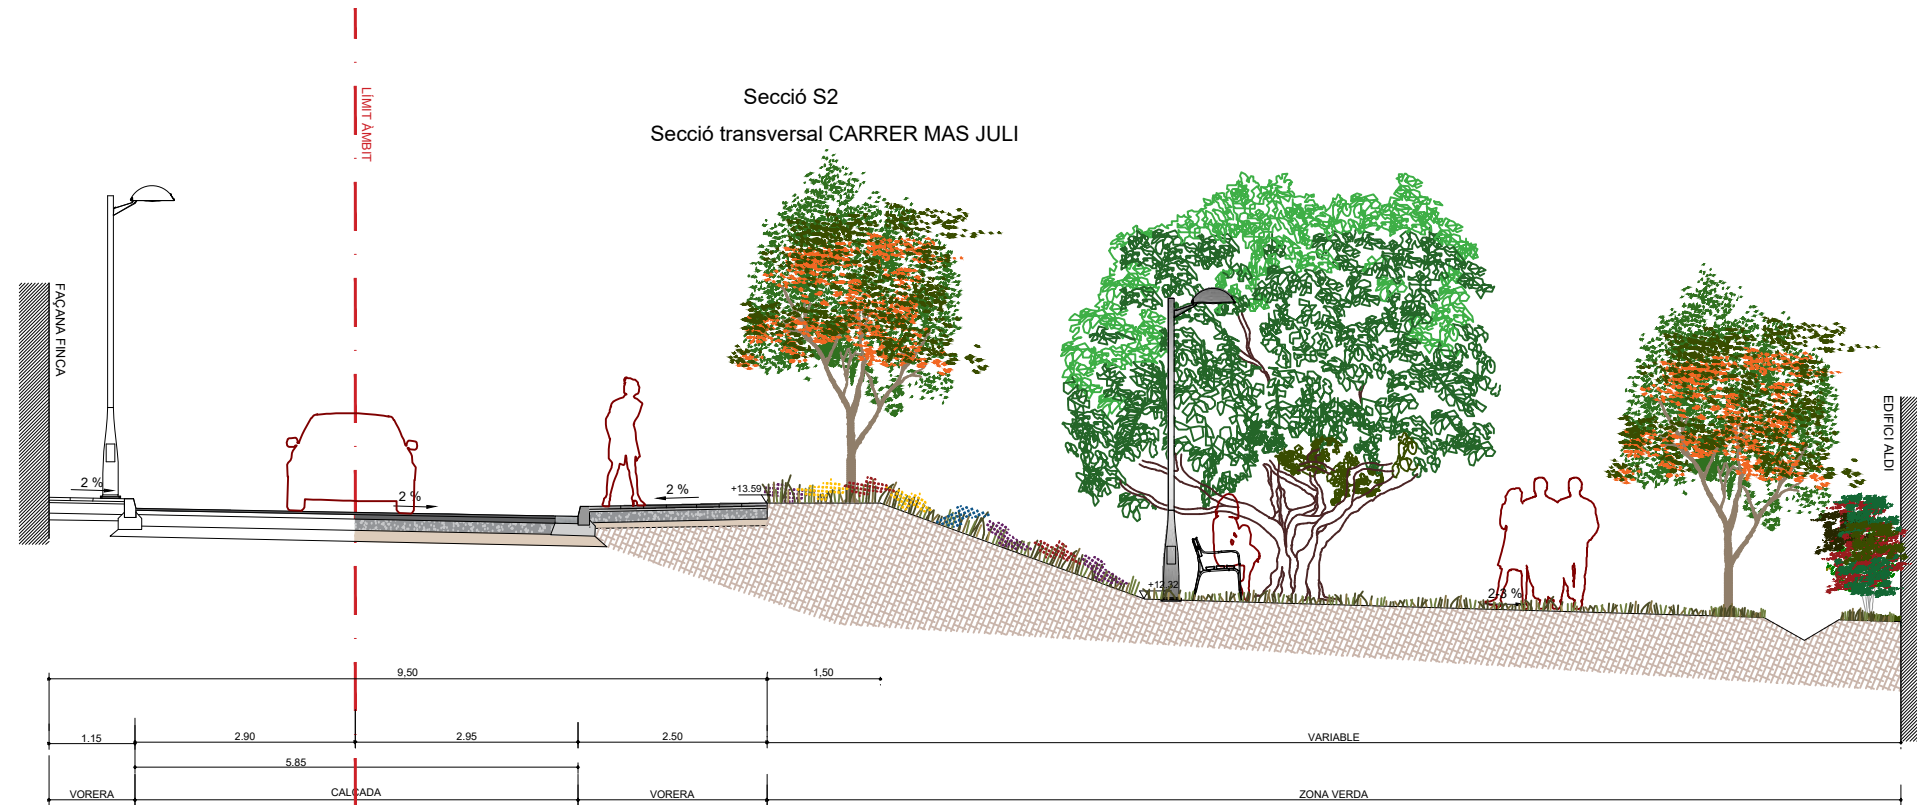 Secció S2
Secció transversal CARRER MAS JULI
LÍMIT ÀMBIT
FAÇANA FINCA
EDIFICI ALDI
2 %
2 %
2 %
+13.59
+12.32
2-3 %
9,50
1,50
1.15
2.90
2.95
2.50
VARIABLE
5.85
VORERA
CALÇADA
VORERA
ZONA VERDA